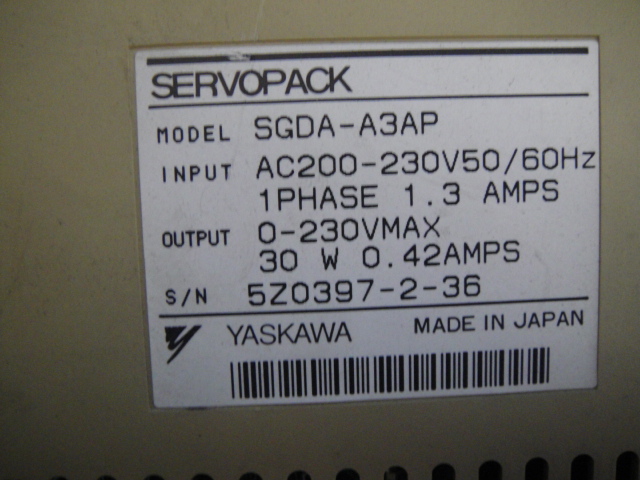 SERVOPACK
MODEL SGDA-A3AP
INPUT AC200-230V50/60Hz
1PHASE 1.3 AMPS
OUTPUT 0-230VMAX
30 W 0.42AMPS
S/N 5Z0397-2-36
YASKAWA MADE IN JAPAN